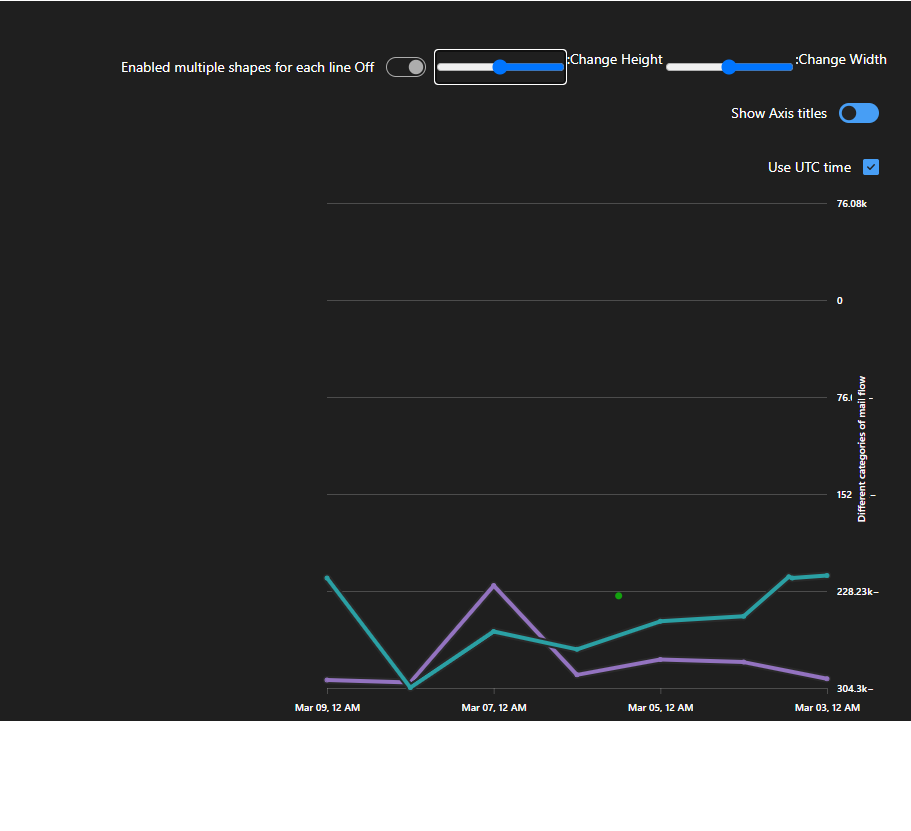 Enabled multiple shapes for each line Off
:Change Height
:Change Width
Show Axis titles
Use UTC time
76.08k
0
76.0 –
152 –
228.23k–
304.3k–
Different categories of mail flow
Mar 09, 12 AM
Mar 07, 12 AM
Mar 05, 12 AM
Mar 03, 12 AM